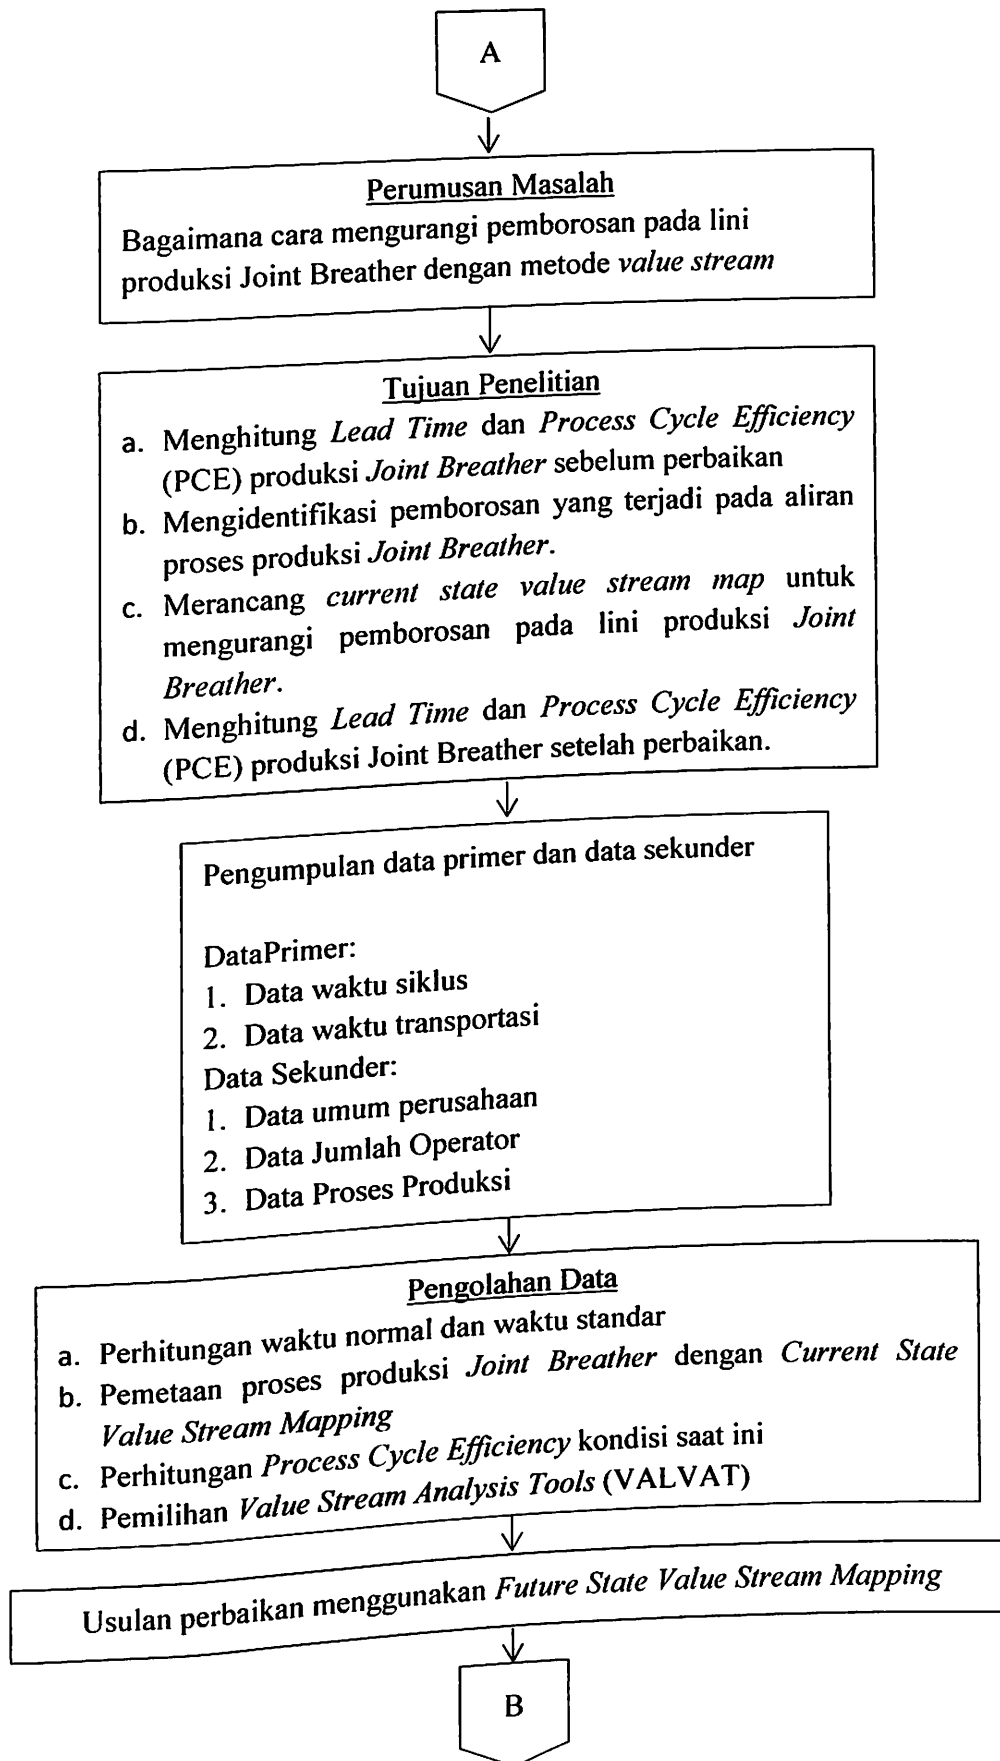 A
Perumusan Masalah
Bagaimana cara mengurangi pemborosan pada lini
produksi Joint Breather dengan metode value stream
Tujuan Penelitian
a. Menghitung Lead Time dan Process Cycle Efficiency
(PCE) produksi Joint Breather sebelum perbaikan
b. Mengidentifikasi pemborosan yang terjadi pada aliran
proses produksi Joint Breather.
c. Merancang current state value stream map untuk
mengurangi pemborosan pada lini produksi Joint
Breather.
d. Menghitung Lead Time dan Process Cycle Efficiency
(PCE) produksi Joint Breather setelah perbaikan.
Pengumpulan data primer dan data sekunder
DataPrimer:
1. Data waktu siklus
2. Data waktu transportasi
Data Sekunder:
1. Data umum perusahaan
2. Data Jumlah Operator
3. Data Proses Produksi
Pengolahan Data
a. Perhitungan waktu normal dan waktu standar
b. Pemetaan proses produksi Joint Breather dengan Current State
Value Stream Mapping
c. Perhitungan Process Cycle Efficiency kondisi saat ini
d. Pemilihan Value Stream Analysis Tools (VALVAT)
Usulan perbaikan menggunakan Future State Value Stream Mapping
B